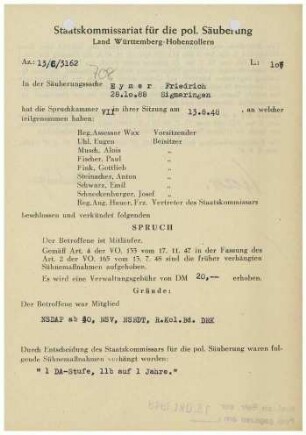 Staatskommissariat für die pol. Säuberung
Land Württemberg-Hohenzollern
Az.: 15/C/3162
L.: 107
708
In der Säuberungssache Hymer Friedrich
28.10.88 Sigmaringen
hat die Spruchkammer VII in ihrer Sitzung am 13.8.48, an welcher
teilgenommen haben:
Reg.Assessor Wax Vorsitzender
Uhl, Eugen Beisitzer
Musch, Alois "
Fischer, Paul "
Fink, Gottlieb "
Steinacher, Anton "
Schwarz, Emil "
Schneckenburger, Josef "
Reg.Ang. Hauer, Frz. Vertreter des Staatskommissars
beschlossen und verkündet folgenden
SPRUCH
Der Betroffene ist Mitläufer.
Gemäß Art. 4 der VO. 133 vom 17. 11. 47 in der Fassung des
Art. 2 der VO. 165 vom 13. 7. 48 sind die früher verhängten
Sühnemaßnahmen aufgehoben.
Es wird eine Verwaltungsgebühr von DM 20,-- erhoben.
Gründe:
Der Betroffene war Mitglied
NSDAP ab 40, NSV, NSRDT, R.Kol.Bd. DRK
Durch Entscheidung des Staatskommissars für die pol. Säuberung waren fol-
gende Sühnemaßnahmen verhängt worden:
"1 DA-Stufe, 11b auf 1 Jahre."